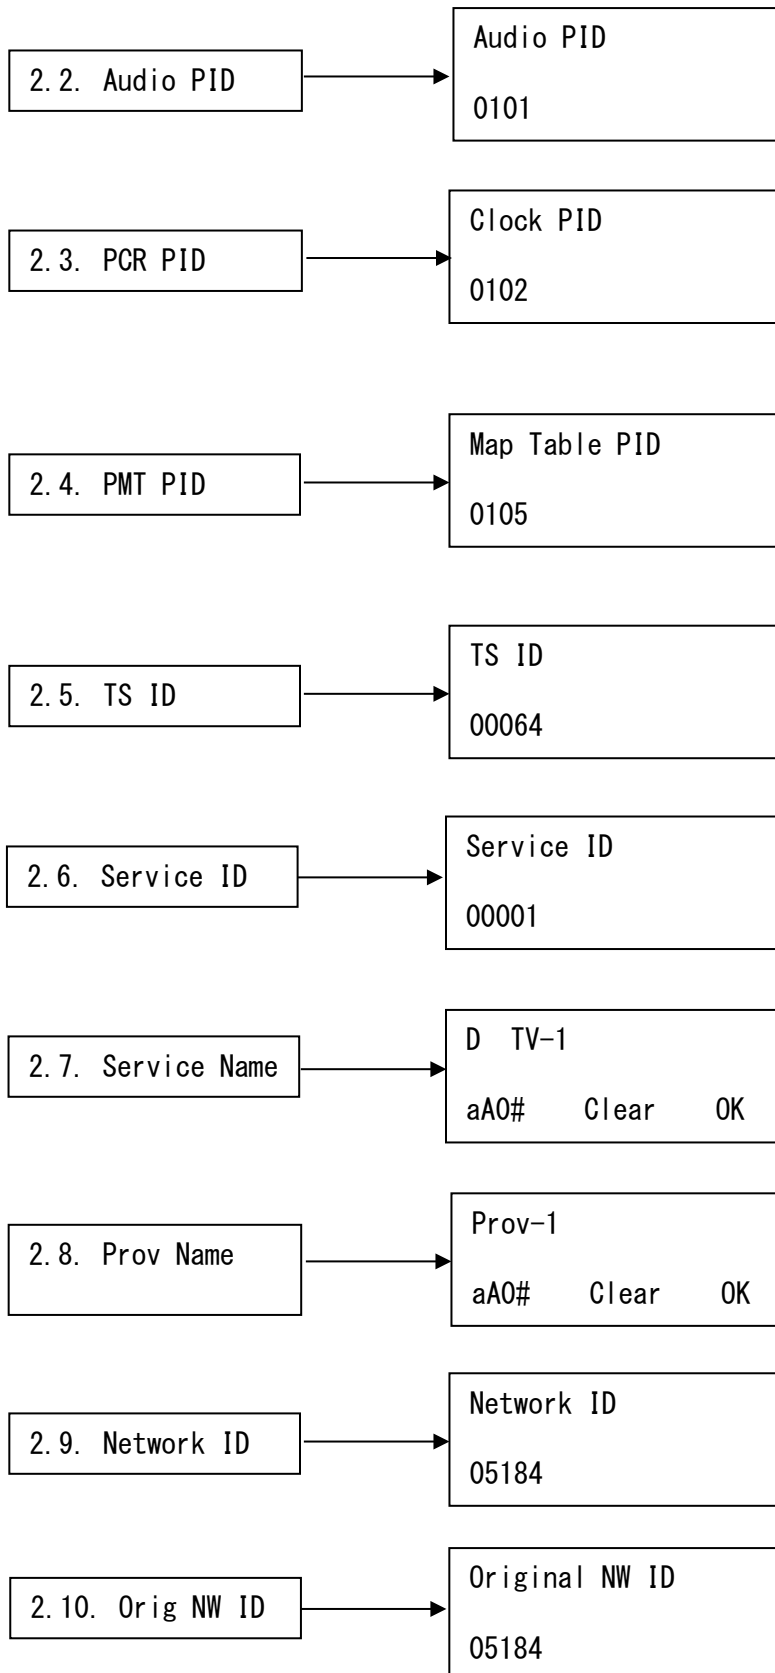 2.2. Audio PID
Audio PID
0101
2.3. PCR PID
Clock PID
0102
2.4. PMT PID
Map Table PID
0105
2.5. TS ID
TS ID
00064
2.6. Service ID
Service ID
00001
2.7. Service Name
D TV-1
aA0# Clear OK
2.8. Prov Name
Prov-1
aA0# Clear OK
2.9. Network ID
Network ID
05184
2.10. Orig NW ID
Original NW ID
05184